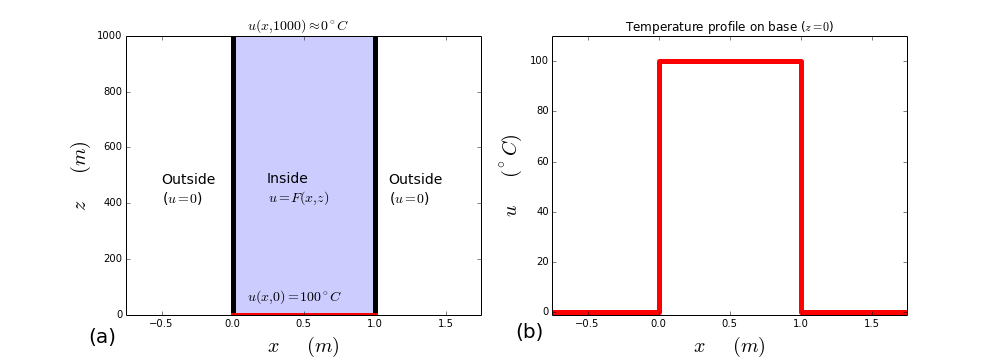 u(x,1000)≈0°C
1000
800
600
400
200
0
z (m)
Outside
(u=0)
Inside
u=F(x,z)
Outside
(u=0)
u(x,0)=100°C
−0.5 0.0 0.5 1.0 1.5
x (m)
(a)
Temperature profile on base (z=0)
100
80
60
40
20
0
u (°C)
−0.5 0.0 0.5 1.0 1.5
x (m)
(b)